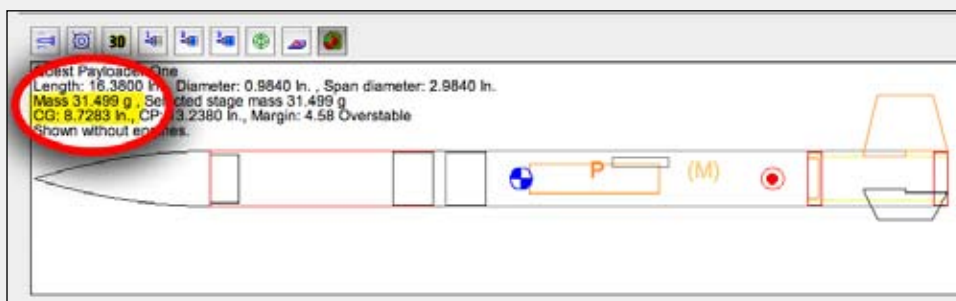 3D
Payloader One
Length: 16.3800 In., Diameter: 0.9840 In. , Span diameter: 2.9840 In.
Mass 31.499 g , Selected stage mass 31.499 g
CG: 8.7283 In., CP: 13.2380 In., Margin: 4.58 Overstable
Shown without engines.
P (M)